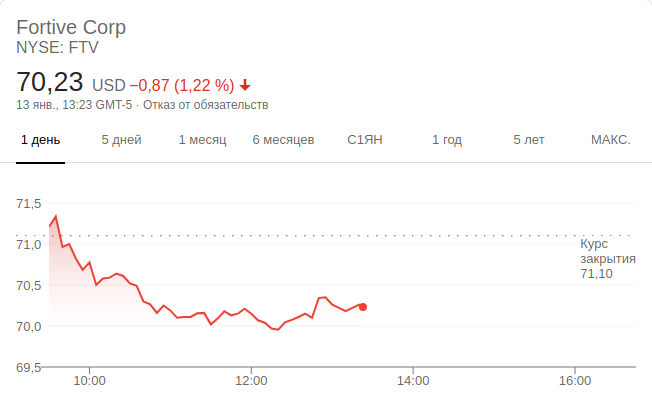 Fortive Corp
NYSE: FTV
70,23 USD −0,87 (1,22 %)
13 янв., 13:23 GMT-5 · Отказ от обязательств
1 день 5 дней 1 месяц 6 месяцев С1ЯН 1 год 5 лет МАКС.
71,5
71,0
70,5
70,0
69,5
Курс
закрытия
71,10
10:00 12:00 14:00 16:00